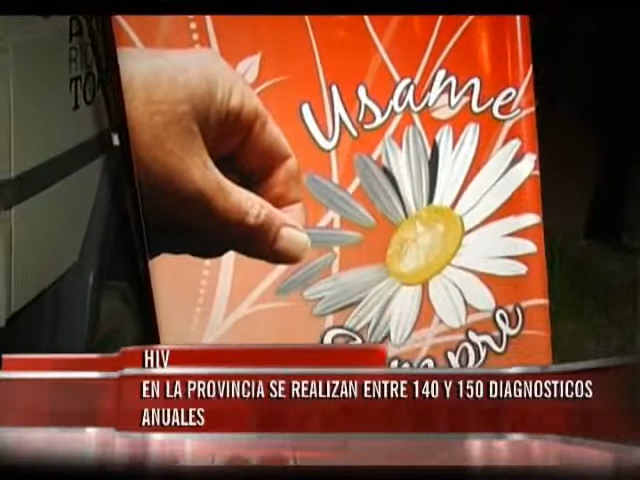 Usame
HIV
EN LA PROVINCIA SE REALIZAN ENTRE 140 Y 150 DIAGNOSTICOS
ANUALES